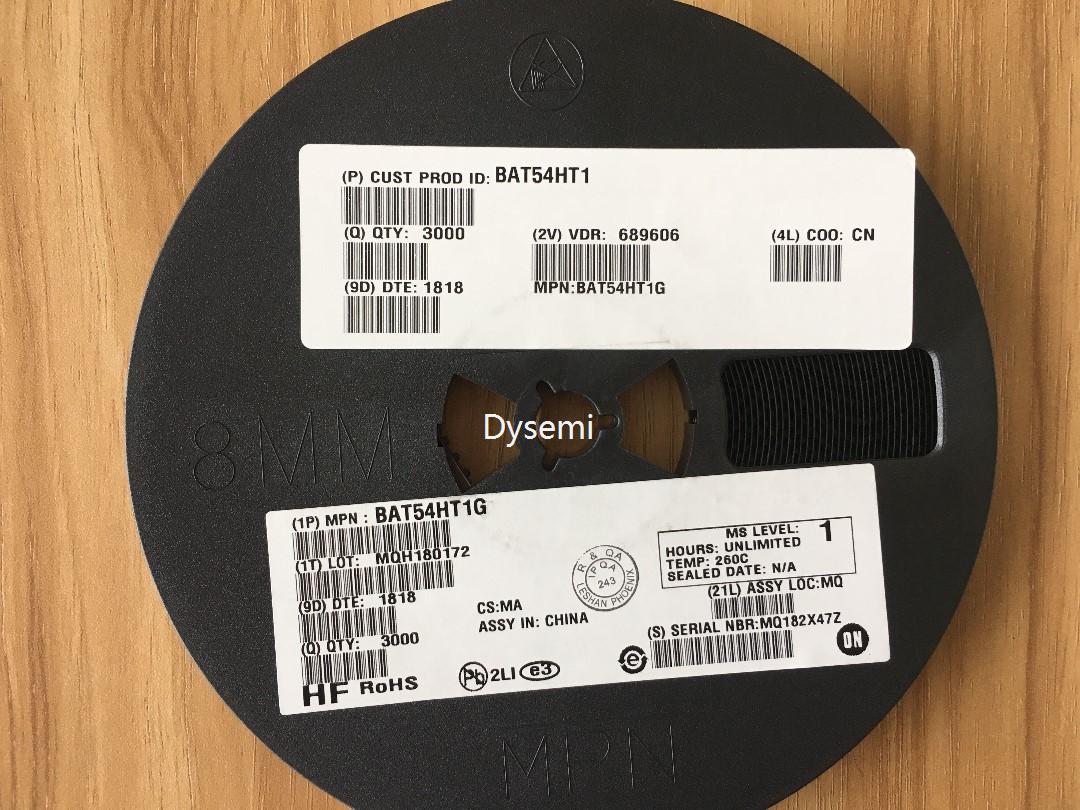 (P) CUST PROD ID: BAT54HT1
(Q) QTY: 3000
(2V) VDR: 689606
(4L) COO: CN
(9D) DTE: 1818
MPN:BAT54HT1G
Dysemi
8MM
(1P) MPN : BAT54HT1G
(1T) LOT: MQH180172
(9D) DTE: 1818
(Q) QTY: 3000
HF RoHS
CS:MA
ASSY IN: CHINA
Pb 2LI e3
R & QA
IPQA
243
LESHAN PHOENIX
MS LEVEL: 1
HOURS: UNLIMITED
TEMP: 260C
SEALED DATE: N/A
(21L) ASSY LOC:MQ
(S) SERIAL NBR:MQ182X47Z
e
ON
MPN